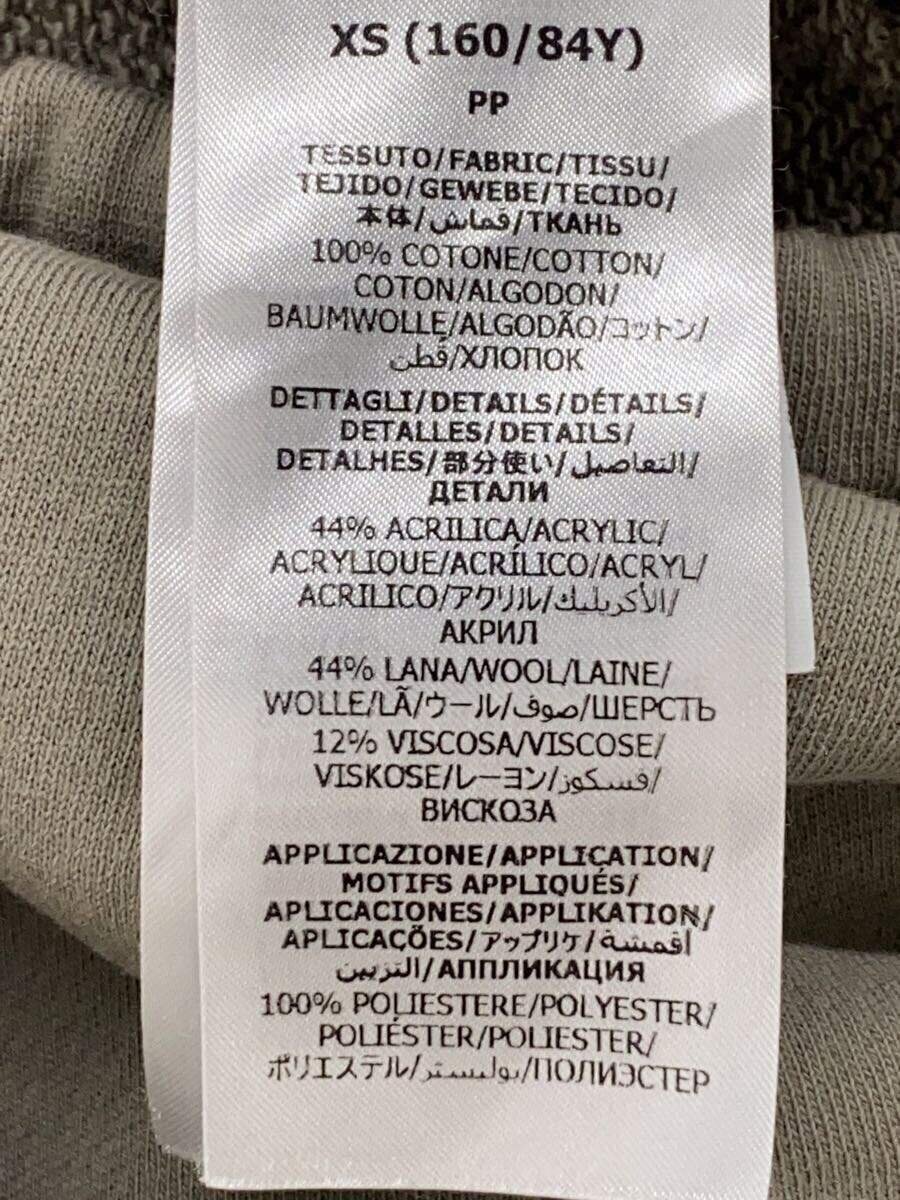 XS (160/84Y)
PP
TESSUTO/FABRIC/TISSU/
TEJIDO/GEWEBE/TECIDO/
本体/قماش/ТКАНЬ
100% COTONE/COTTON/
COTON/ALGODON/
BAUMWOLLE/ALGODÃO/コットン/
قطن/ХЛОПОК
DETTAGLI/DETAILS/DÉTAILS/
DETALLES/DETAILS/
DETALHES/部分使い/التفاصيل/
ДЕТАЛИ
44% ACRILICA/ACRYLIC/
ACRYLIQUE/ACRÍLICO/ACRYL/
ACRILICO/アクリル/الأكريليك/
АКРИЛ
44% LANA/WOOL/LAINE/
WOLLE/LÃ/ウール/صوف/ШЕРСТЬ
12% VISCOSA/VISCOSE/
VISKOSE/レーヨン/فسكوز/
ВИСКОЗА
APPLICAZIONE/APPLICATION/
MOTIFS APPLIQUÉS/
APLICACIONES/APPLIKATION/
APLICAÇÕES/アップリケ/أقمشة
التزيين/АППЛИКАЦИЯ
100% POLIESTERE/POLYESTER/
POLIÉSTER/POLIESTER/
ポリエステル/بوليستر/ПОЛИЭСТЕР